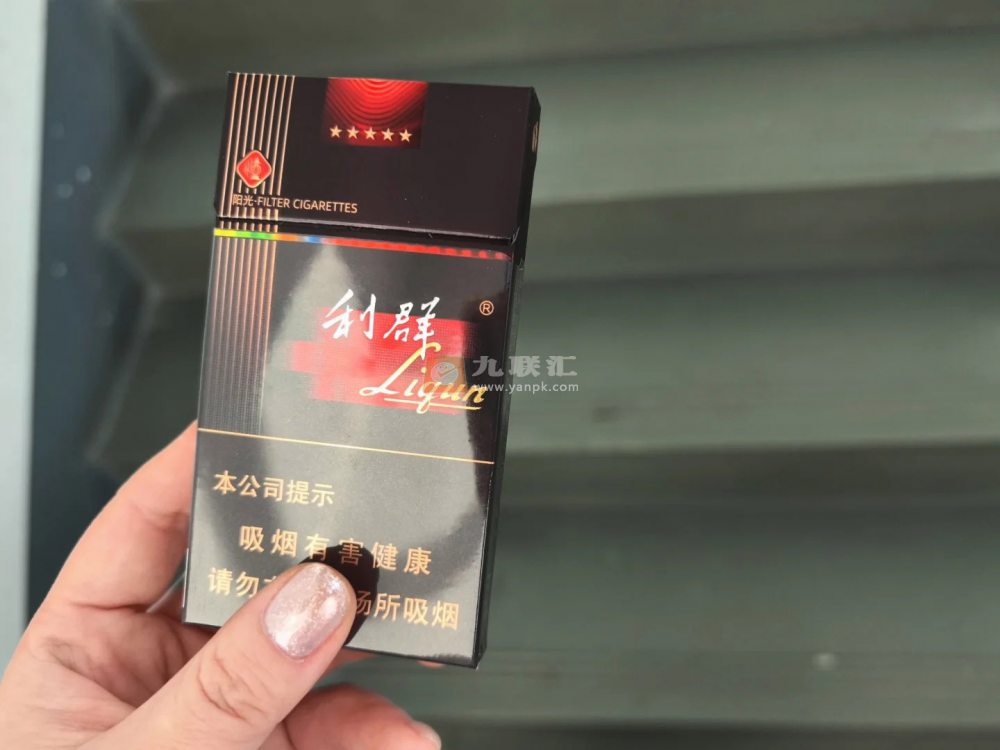 阳光·FILTER CIGARETTES
利群 ®
Liqun
九联汇
www.yanpk.com
本公司提示
吸烟有害健康
请勿 场所吸烟